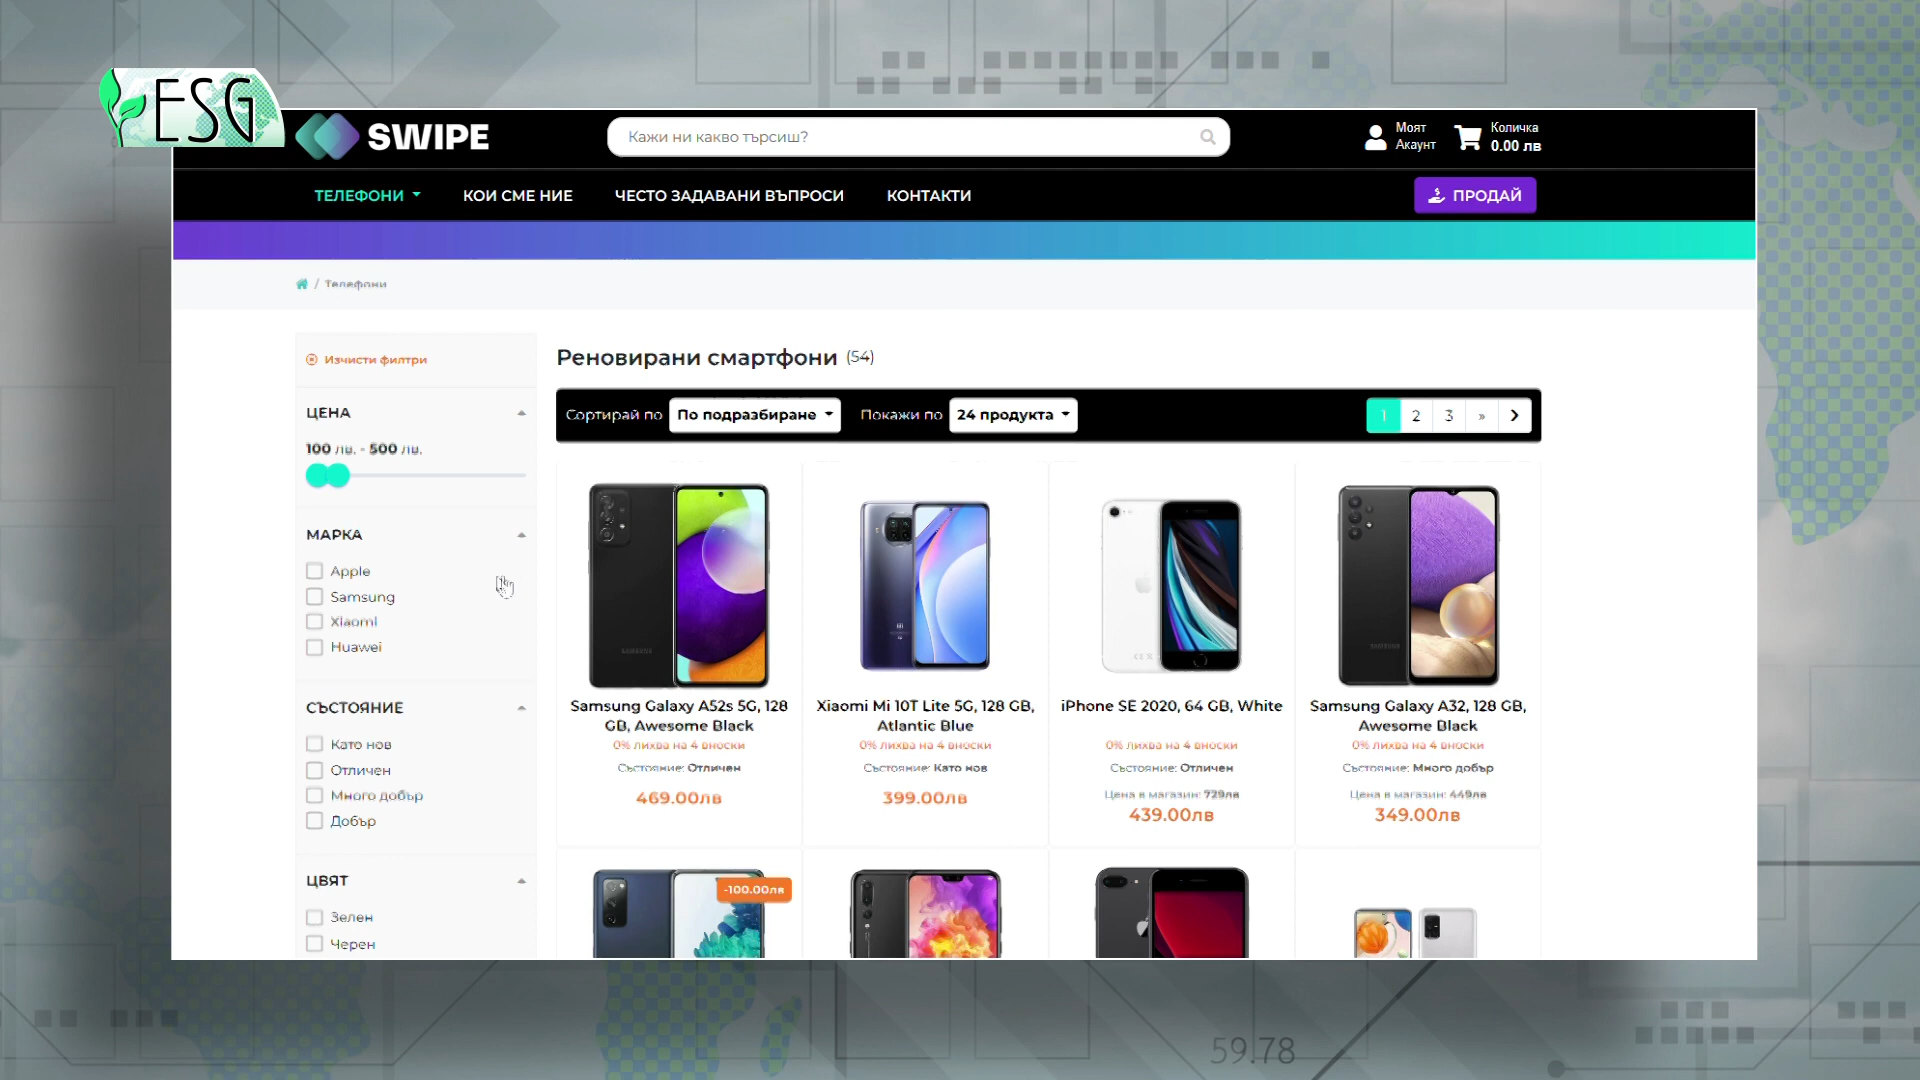 ESG
SWIPE
Кажи ни какво търсиш?
Моят
Акаунт
Количка
0.00 лв
ТЕЛЕФОНИ
КОИ СМЕ НИЕ
ЧЕСТО ЗАДАВАНИ ВЪПРОСИ
КОНТАКТИ
ПРОДАЙ
/ Телефони
Изчисти филтри
ЦЕНА
100 лв. - 500 лв.
МАРКА
Apple
Samsung
Xiaomi
Huawei
СЪСТОЯНИЕ
Като нов
Отличен
Много добър
Добър
ЦВЯТ
Зелен
Черен
Реновирани смартфони (54)
Сортирай по По подразбиране Покажи по 24 продукта
1 2 3 »
SAMSUNG
Samsung Galaxy A52s 5G, 128
GB, Awesome Black
0% лихва на 4 вноски
Състояние: Отличен
469.00лв
Xiaomi Mi 10T Lite 5G, 128 GB,
Atlantic Blue
0% лихва на 4 вноски
Състояние: Като нов
399.00лв
iPhone SE 2020, 64 GB, White
0% лихва на 4 вноски
Състояние: Отличен
Цена в магазин: 729лв
439.00лв
SAMSUNG
Samsung Galaxy A32, 128 GB,
Awesome Black
0% лихва на 4 вноски
Състояние: Много добър
Цена в магазин: 449лв
349.00лв
-100.00лв
59.78